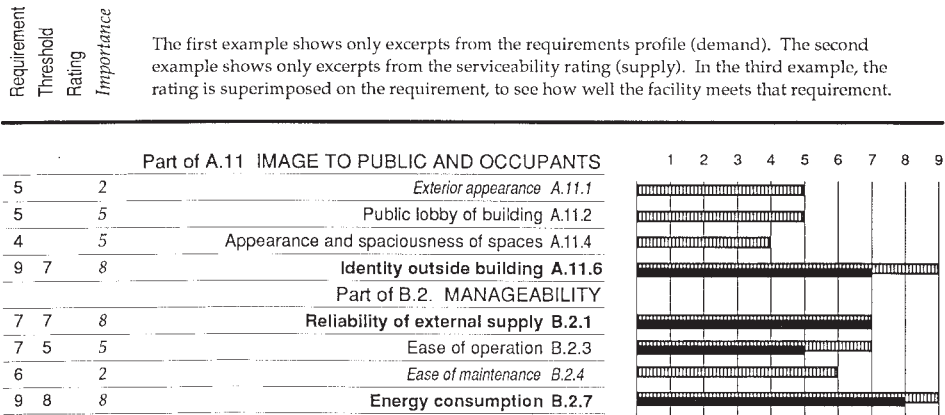 Requirement
Threshold
Rating
Importance
The first example shows only excerpts from the requirements profile (demand). The second
example shows only excerpts from the serviceability rating (supply). In the third example, the
rating is superimposed on the requirement, to see how well the facility meets that requirement.
Part of A.11 IMAGE TO PUBLIC AND OCCUPANTS 1 2 3 4 5 6 7 8 9
5 2 Exterior appearance A.11.1
5 5 Public lobby of building A.11.2
4 5 Appearance and spaciousness of spaces A.11.4
9 7 8 Identity outside building A.11.6
Part of B.2. MANAGEABILITY
7 7 8 Reliability of external supply B.2.1
7 5 5 Ease of operation B.2.3
6 2 Ease of maintenance B.2.4
9 8 8 Energy consumption B.2.7